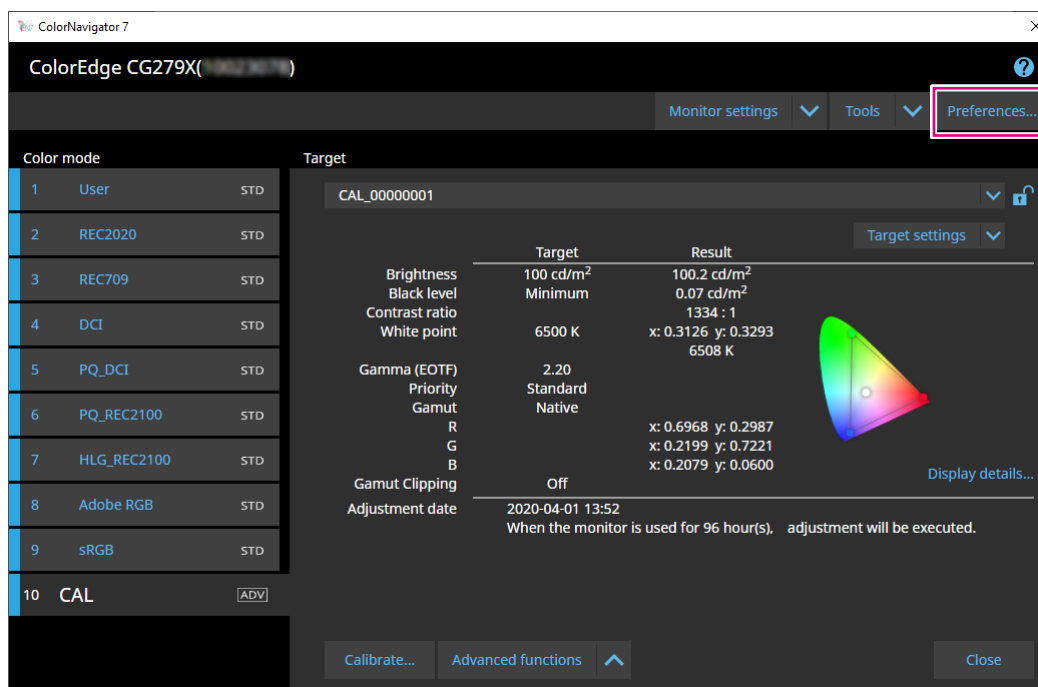 ColorNavigator 7
ColorEdge CG279X( )
Monitor settings Tools Preferences...
Color mode
1 User STD
2 REC2020 STD
3 REC709 STD
4 DCI STD
5 PQ_DCI STD
6 PQ_REC2100 STD
7 HLG_REC2100 STD
8 Adobe RGB STD
9 sRGB STD
10 CAL ADV
Target
CAL_00000001
Target settings
Target Result
Brightness 100 cd/m² 100.2 cd/m²
Black level Minimum 0.07 cd/m²
Contrast ratio 1334 : 1
White point 6500 K x: 0.3126 y: 0.3293
6508 K
Gamma (EOTF) 2.20
Priority Standard
Gamut Native
R x: 0.6968 y: 0.2987
G x: 0.2199 y: 0.7221
B x: 0.2079 y: 0.0600
Gamut Clipping Off
Display details...
Adjustment date 2020-04-01 13:52
When the monitor is used for 96 hour(s), adjustment will be executed.
Calibrate... Advanced functions Close